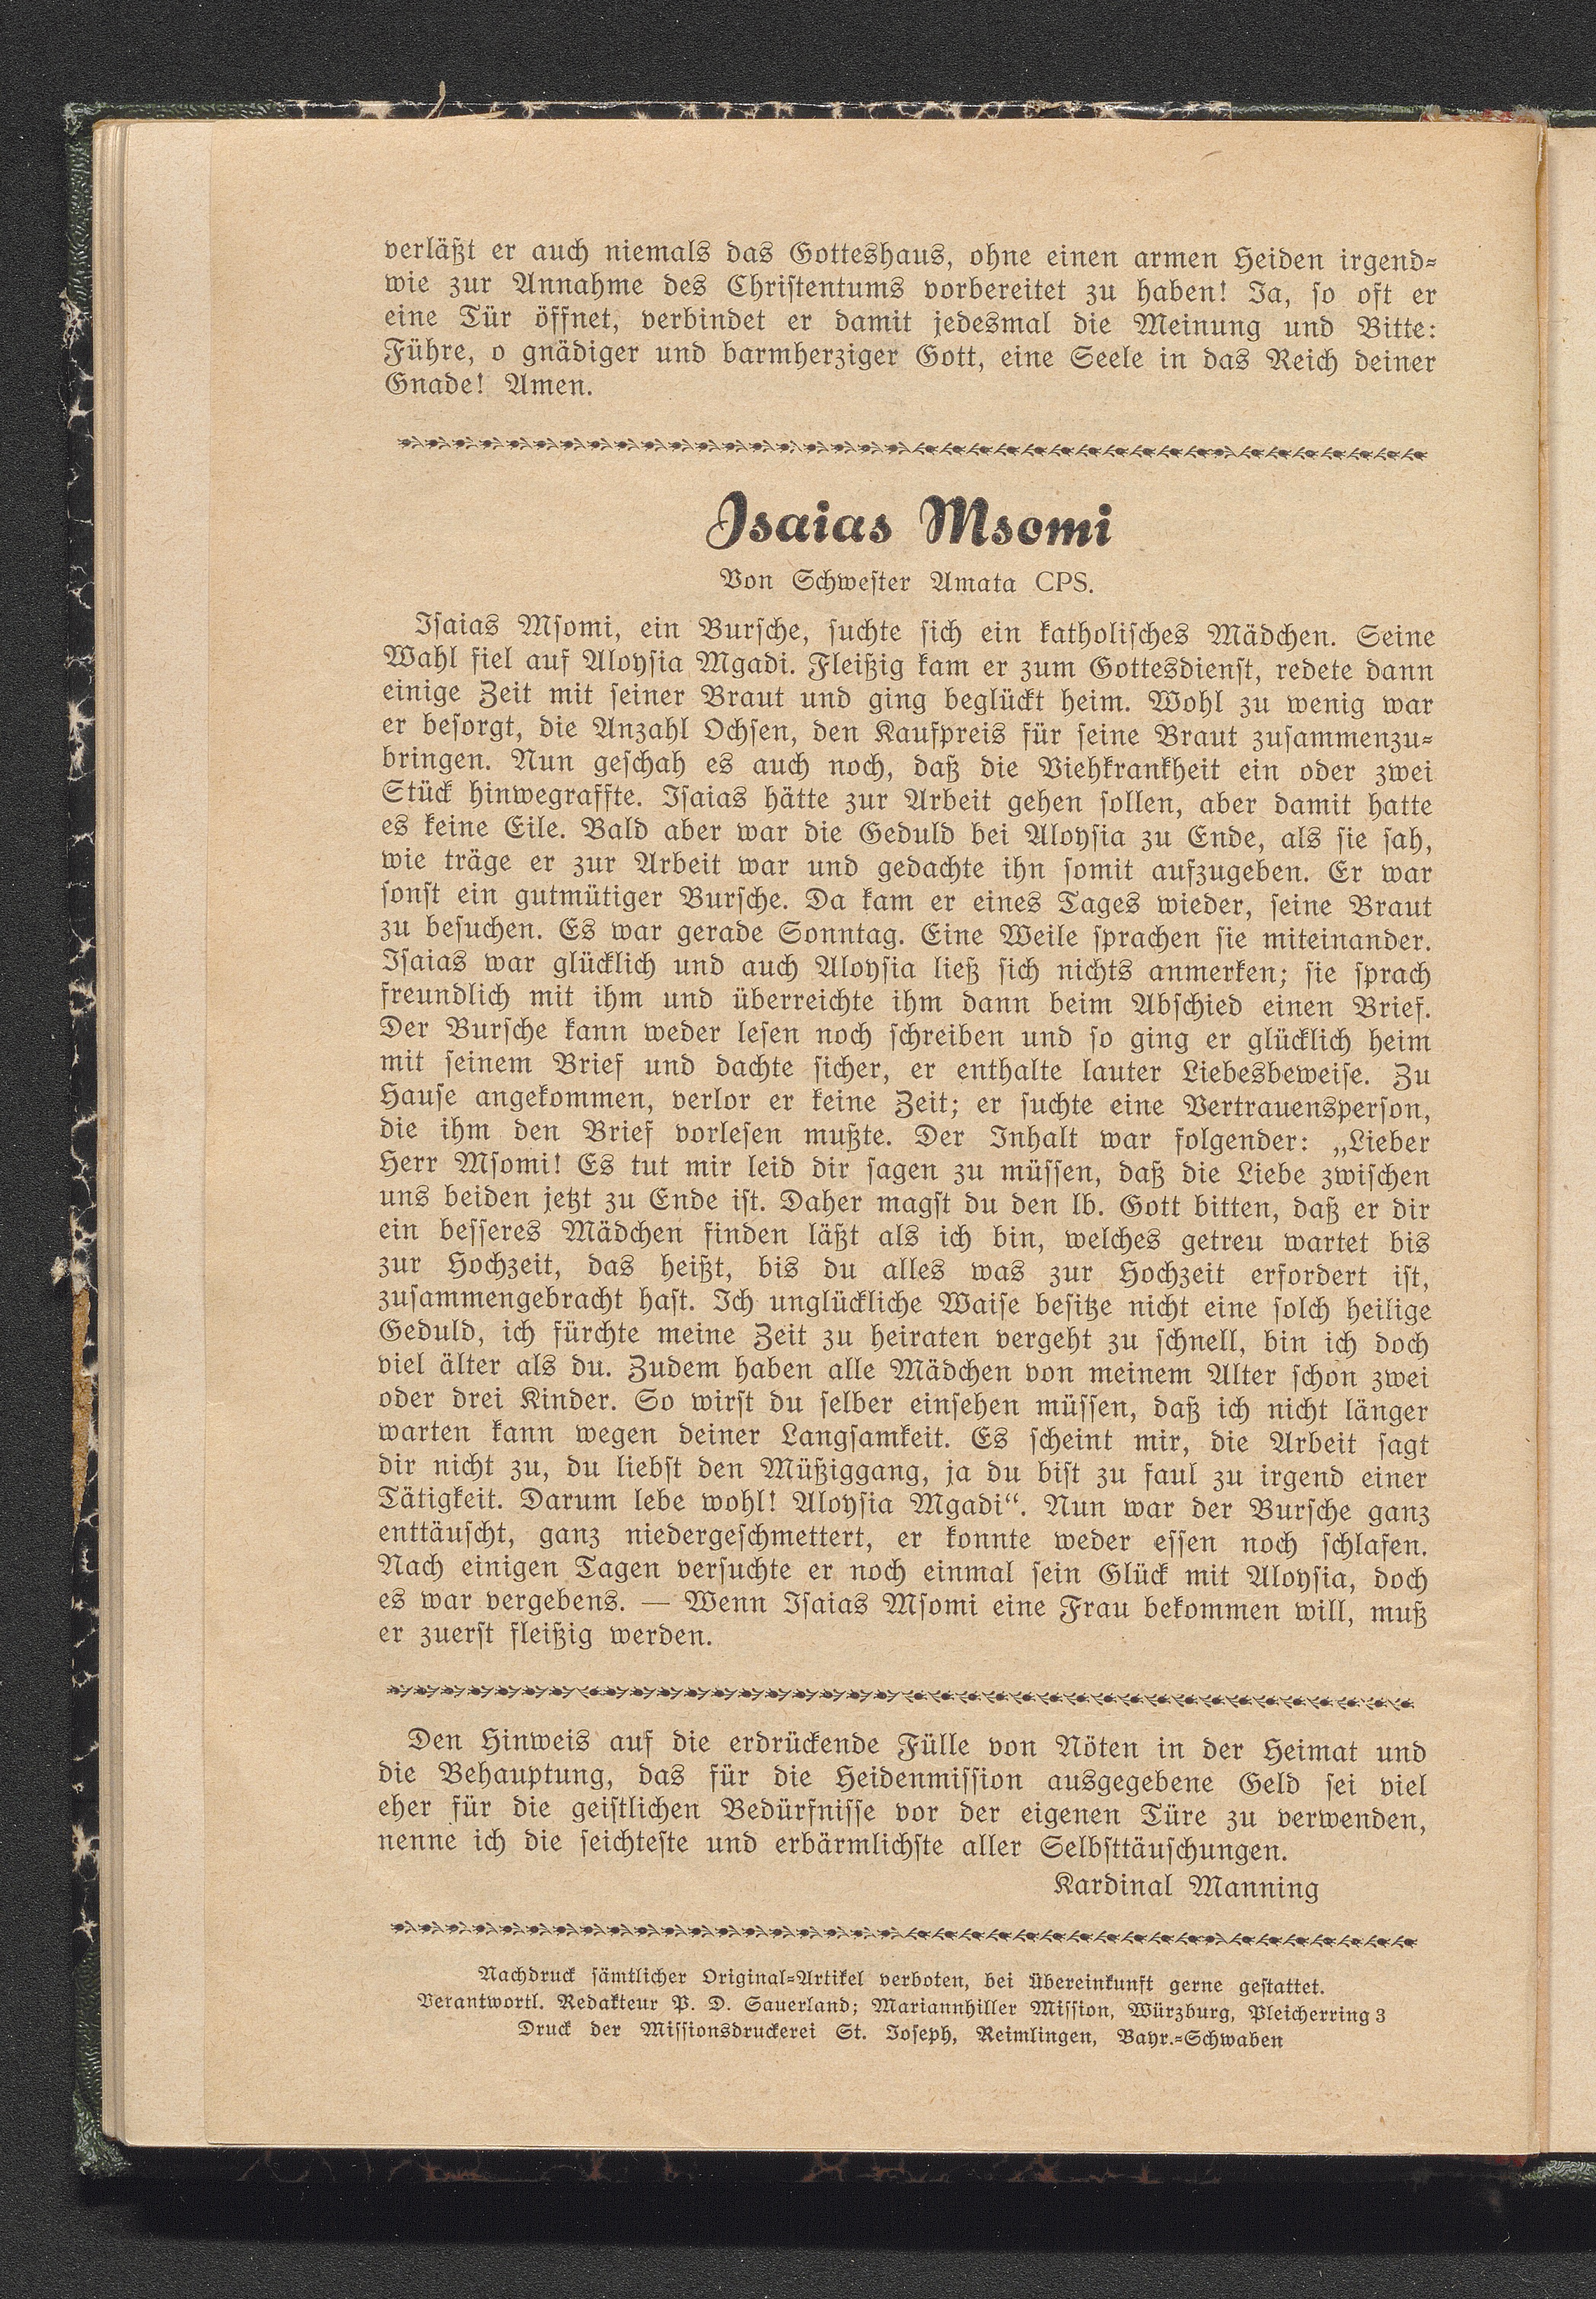 verläßt er auch niemals das Gotteshaus, ohne einen armen Heiden irgend-
wie zur Annahme des Christentums vorbereitet zu haben! Ja, so oft er
eine Tür öffnet, verbindet er damit jedesmal die Meinung und Bitte:
Führe, o gnädiger und barmherziger Gott, eine Seele in das Reich deiner
Gnade! Amen.
Isaias Msomi
Von Schwester Amata CPS.
Isaias Msomi, ein Bursche, suchte sich ein katholisches Mädchen. Seine
Wahl fiel auf Aloysia Mgadi. Fleißig kam er zum Gottesdienst, redete dann
einige Zeit mit seiner Braut und ging beglückt heim. Wohl zu wenig war
er besorgt, die Anzahl Ochsen, den Kaufpreis für seine Braut zusammenzu-
bringen. Nun geschah es auch noch, daß die Viehkrankheit ein oder zwei
Stück hinwegraffte. Isaias hätte zur Arbeit gehen sollen, aber damit hatte
es keine Eile. Bald aber war die Geduld bei Aloysia zu Ende, als sie sah,
wie träge er zur Arbeit war und gedachte ihn somit aufzugeben. Er war
sonst ein gutmütiger Bursche. Da kam er eines Tages wieder, seine Braut
zu besuchen. Es war gerade Sonntag. Eine Weile sprachen sie miteinander.
Isaias war glücklich und auch Aloysia ließ sich nichts anmerken; sie sprach
freundlich mit ihm und überreichte ihm dann beim Abschied einen Brief.
Der Bursche kann weder lesen noch schreiben und so ging er glücklich heim
mit seinem Brief und dachte sicher, er enthalte lauter Liebesbeweise. Zu
Hause angekommen, verlor er keine Zeit; er suchte eine Vertrauensperson,
die ihm den Brief vorlesen mußte. Der Inhalt war folgender: „Lieber
Herr Msomi! Es tut mir leid dir sagen zu müssen, daß die Liebe zwischen
uns beiden jetzt zu Ende ist. Daher magst du den lb. Gott bitten, daß er dir
ein besseres Mädchen finden läßt als ich bin, welches getreu wartet bis
zur Hochzeit, das heißt, bis du alles was zur Hochzeit erfordert ist,
zusammengebracht hast. Ich unglückliche Waise besitze nicht eine solch heilige
Geduld, ich fürchte meine Zeit zu heiraten vergeht zu schnell, bin ich doch
viel älter als du. Zudem haben alle Mädchen von meinem Alter schon zwei
oder drei Kinder. So wirst du selber einsehen müssen, daß ich nicht länger
warten kann wegen deiner Langsamkeit. Es scheint mir, die Arbeit sagt
dir nicht zu, du liebst den Müßiggang, ja du bist zu faul zu irgend einer
Tätigkeit. Darum lebe wohl! Aloysia Mgadi“. Nun war der Bursche ganz
enttäuscht, ganz niedergeschmettert, er konnte weder essen noch schlafen.
Nach einigen Tagen versuchte er noch einmal sein Glück mit Aloysia, doch
es war vergebens. — Wenn Isaias Msomi eine Frau bekommen will, muß
er zuerst fleißig werden.
Den Hinweis auf die erdrückende Fülle von Nöten in der Heimat und
die Behauptung, das für die Heidenmission ausgegebene Geld sei viel
eher für die geistlichen Bedürfnisse vor der eigenen Türe zu verwenden,
nenne ich die seichteste und erbärmlichste aller Selbsttäuschungen.
Kardinal Manning
Nachdruck sämtlicher Original-Artikel verboten, bei Übereinkunft gerne gestattet.
Verantwortl. Redakteur P. D. Sauerland; Mariannhiller Mission, Würzburg, Pleicherring 3
Druck der Missionsdruckerei St. Joseph, Reimlingen, Bayr.-Schwaben